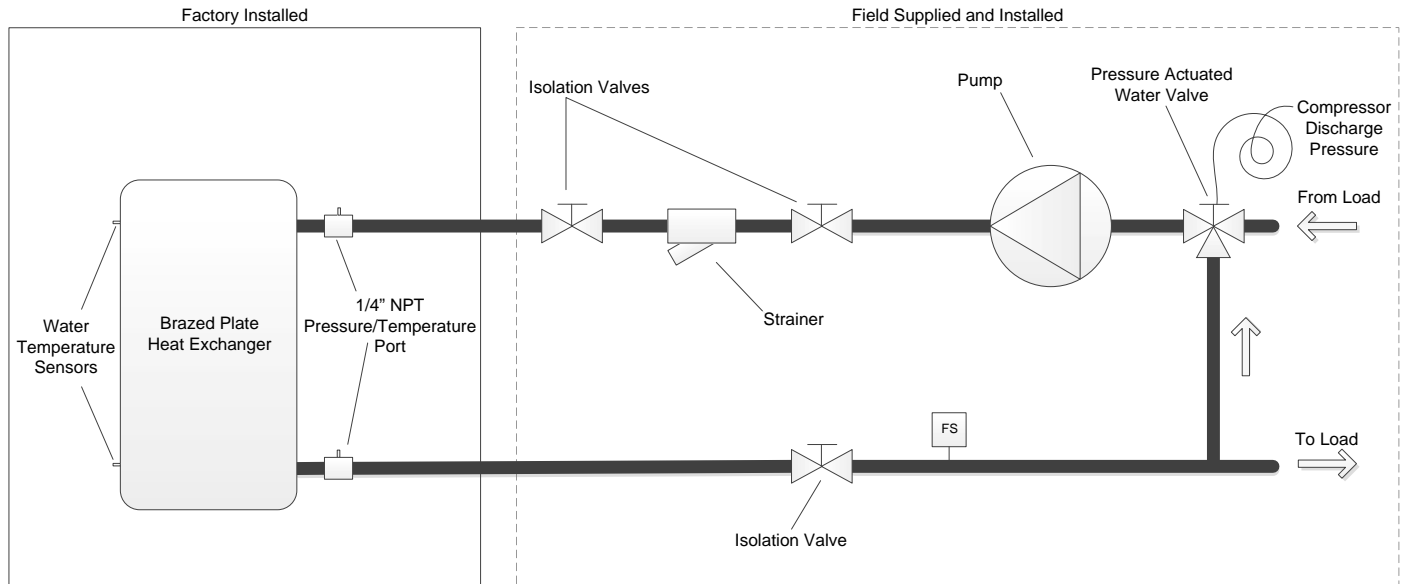 Factory Installed
Field Supplied and Installed
Isolation Valves
Pump
Pressure Actuated
Water Valve
Compressor
Discharge
Pressure
From Load
Water
Temperature
Sensors
Brazed Plate
Heat Exchanger
1/4” NPT
Pressure/Temperature
Port
Strainer
FS
To Load
Isolation Valve